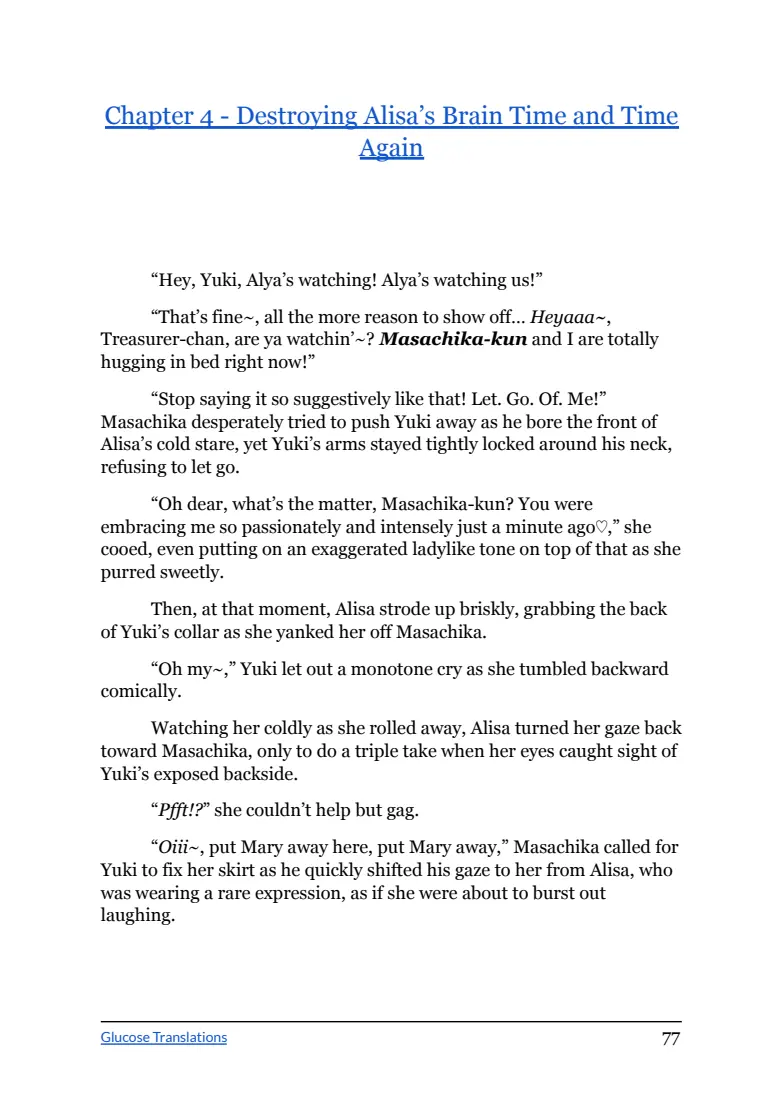 Chapter 4 - Destroying Alisa’s Brain Time and Time
Again
“Hey, Yuki, Alya’s watching! Alya’s watching us!”
“That’s fine~, all the more reason to show off... Heyaaa~,
Treasurer-chan, are ya watchin’~? Masachika-kun and I are totally
hugging in bed right now!”
“Stop saying it so suggestively like that! Let. Go. Of. Me!”
Masachika desperately tried to push Yuki away as he bore the front of
Alisa’s cold stare, yet Yuki’s arms stayed tightly locked around his neck,
refusing to let go.
“Oh dear, what’s the matter, Masachika-kun? You were
embracing me so passionately and intensely just a minute ago♡,” she
cooed, even putting on an exaggerated ladylike tone on top of that as she
purred sweetly.
Then, at that moment, Alisa strode up briskly, grabbing the back
of Yuki’s collar as she yanked her off Masachika.
“Oh my~,” Yuki let out a monotone cry as she tumbled backward
comically.
Watching her coldly as she rolled away, Alisa turned her gaze back
toward Masachika, only to do a triple take when her eyes caught sight of
Yuki’s exposed backside.
“Pfft!?” she couldn’t help but gag.
“Oiii~, put Mary away here, put Mary away,” Masachika called for
Yuki to fix her skirt as he quickly shifted his gaze to her from Alisa, who
was wearing a rare expression, as if she were about to burst out
laughing.
Glucose Translations 77